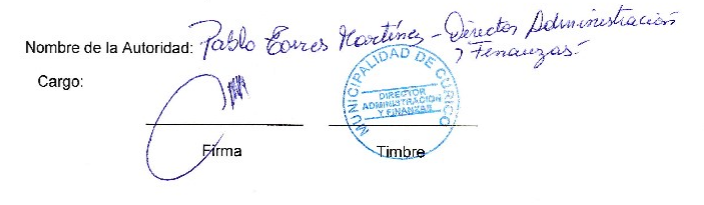 Nombre de la Autoridad: Pablo Torres Martínez - Director Administración
y Finanzas.-
Cargo:
MUNICIPALIDAD DE CURICO
DIRECTOR
ADMINISTRACION
Y FINANZAS
Firma
Timbre